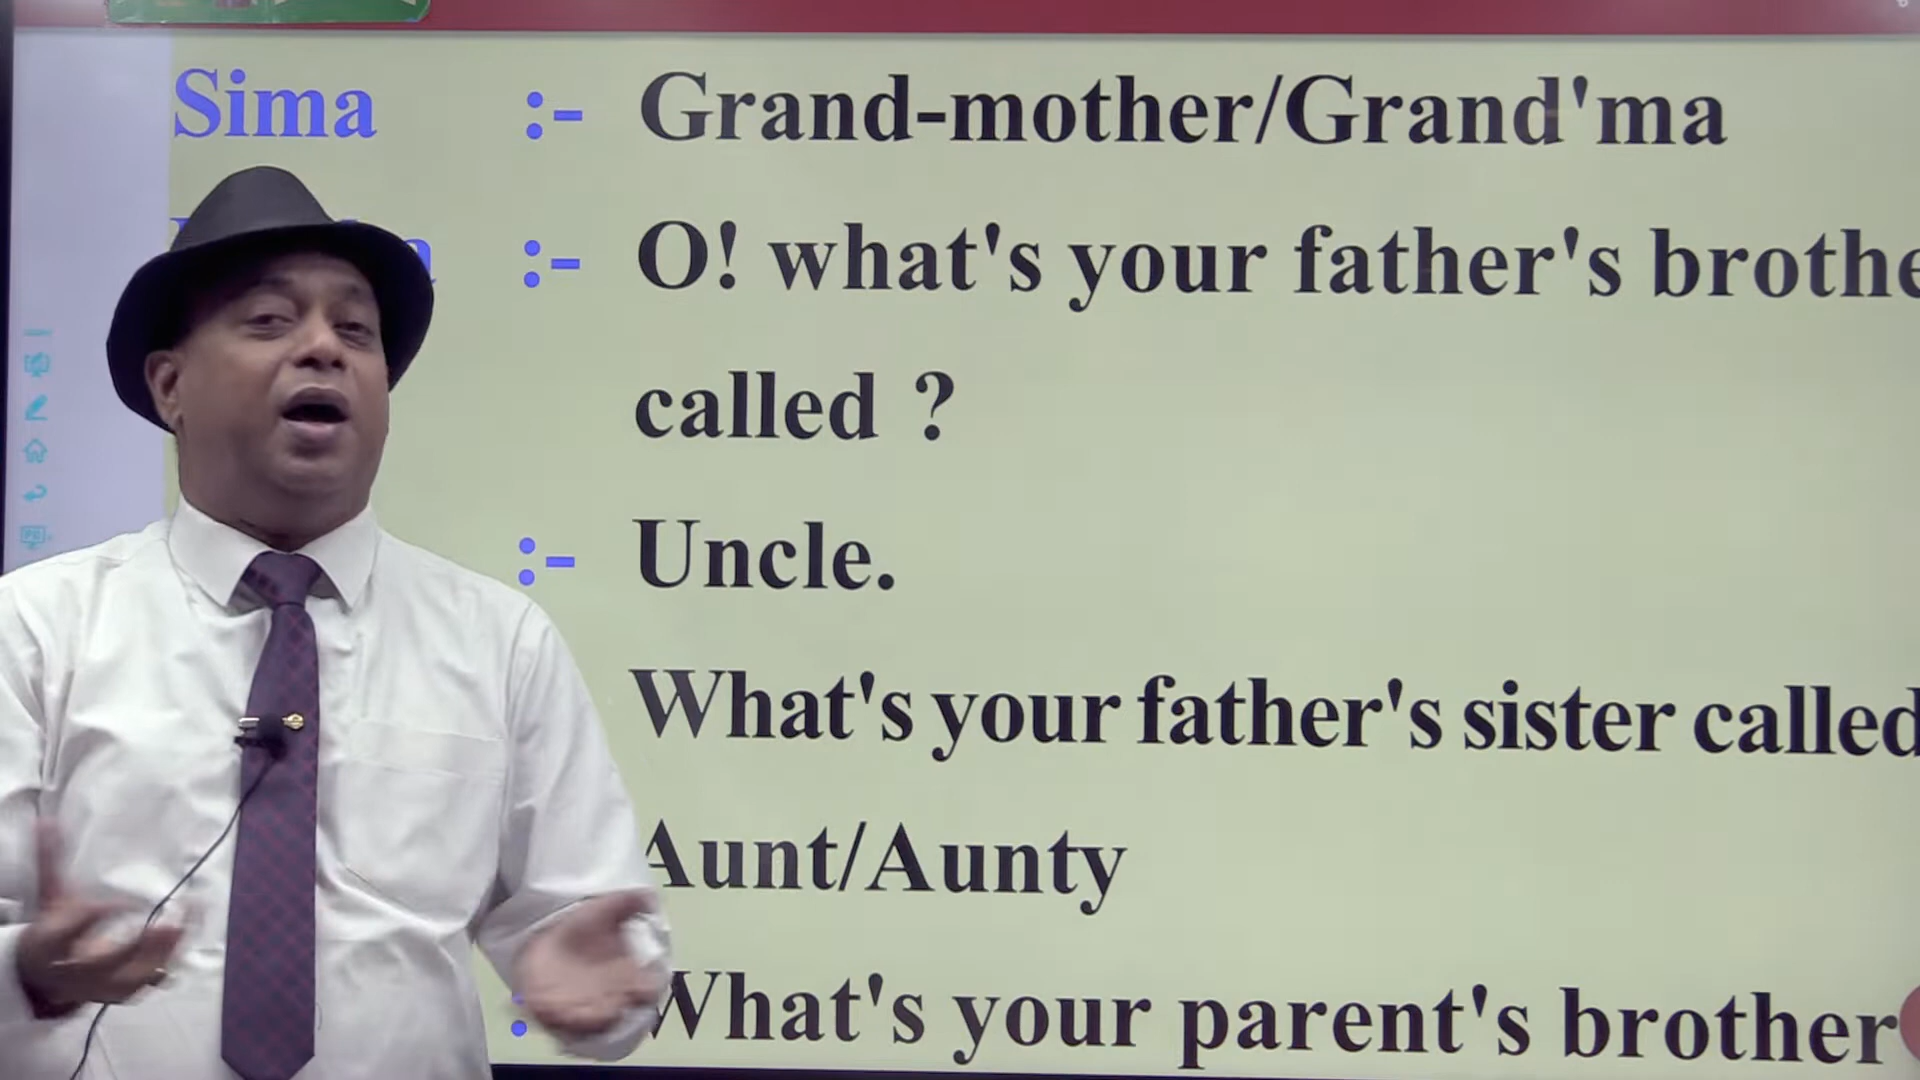 Sima :- Grand-mother/Grand'ma
:- O! what's your father's
called ?
:- Uncle.
What's your father's sister called
Aunt/Aunty
: What's your parent's brother